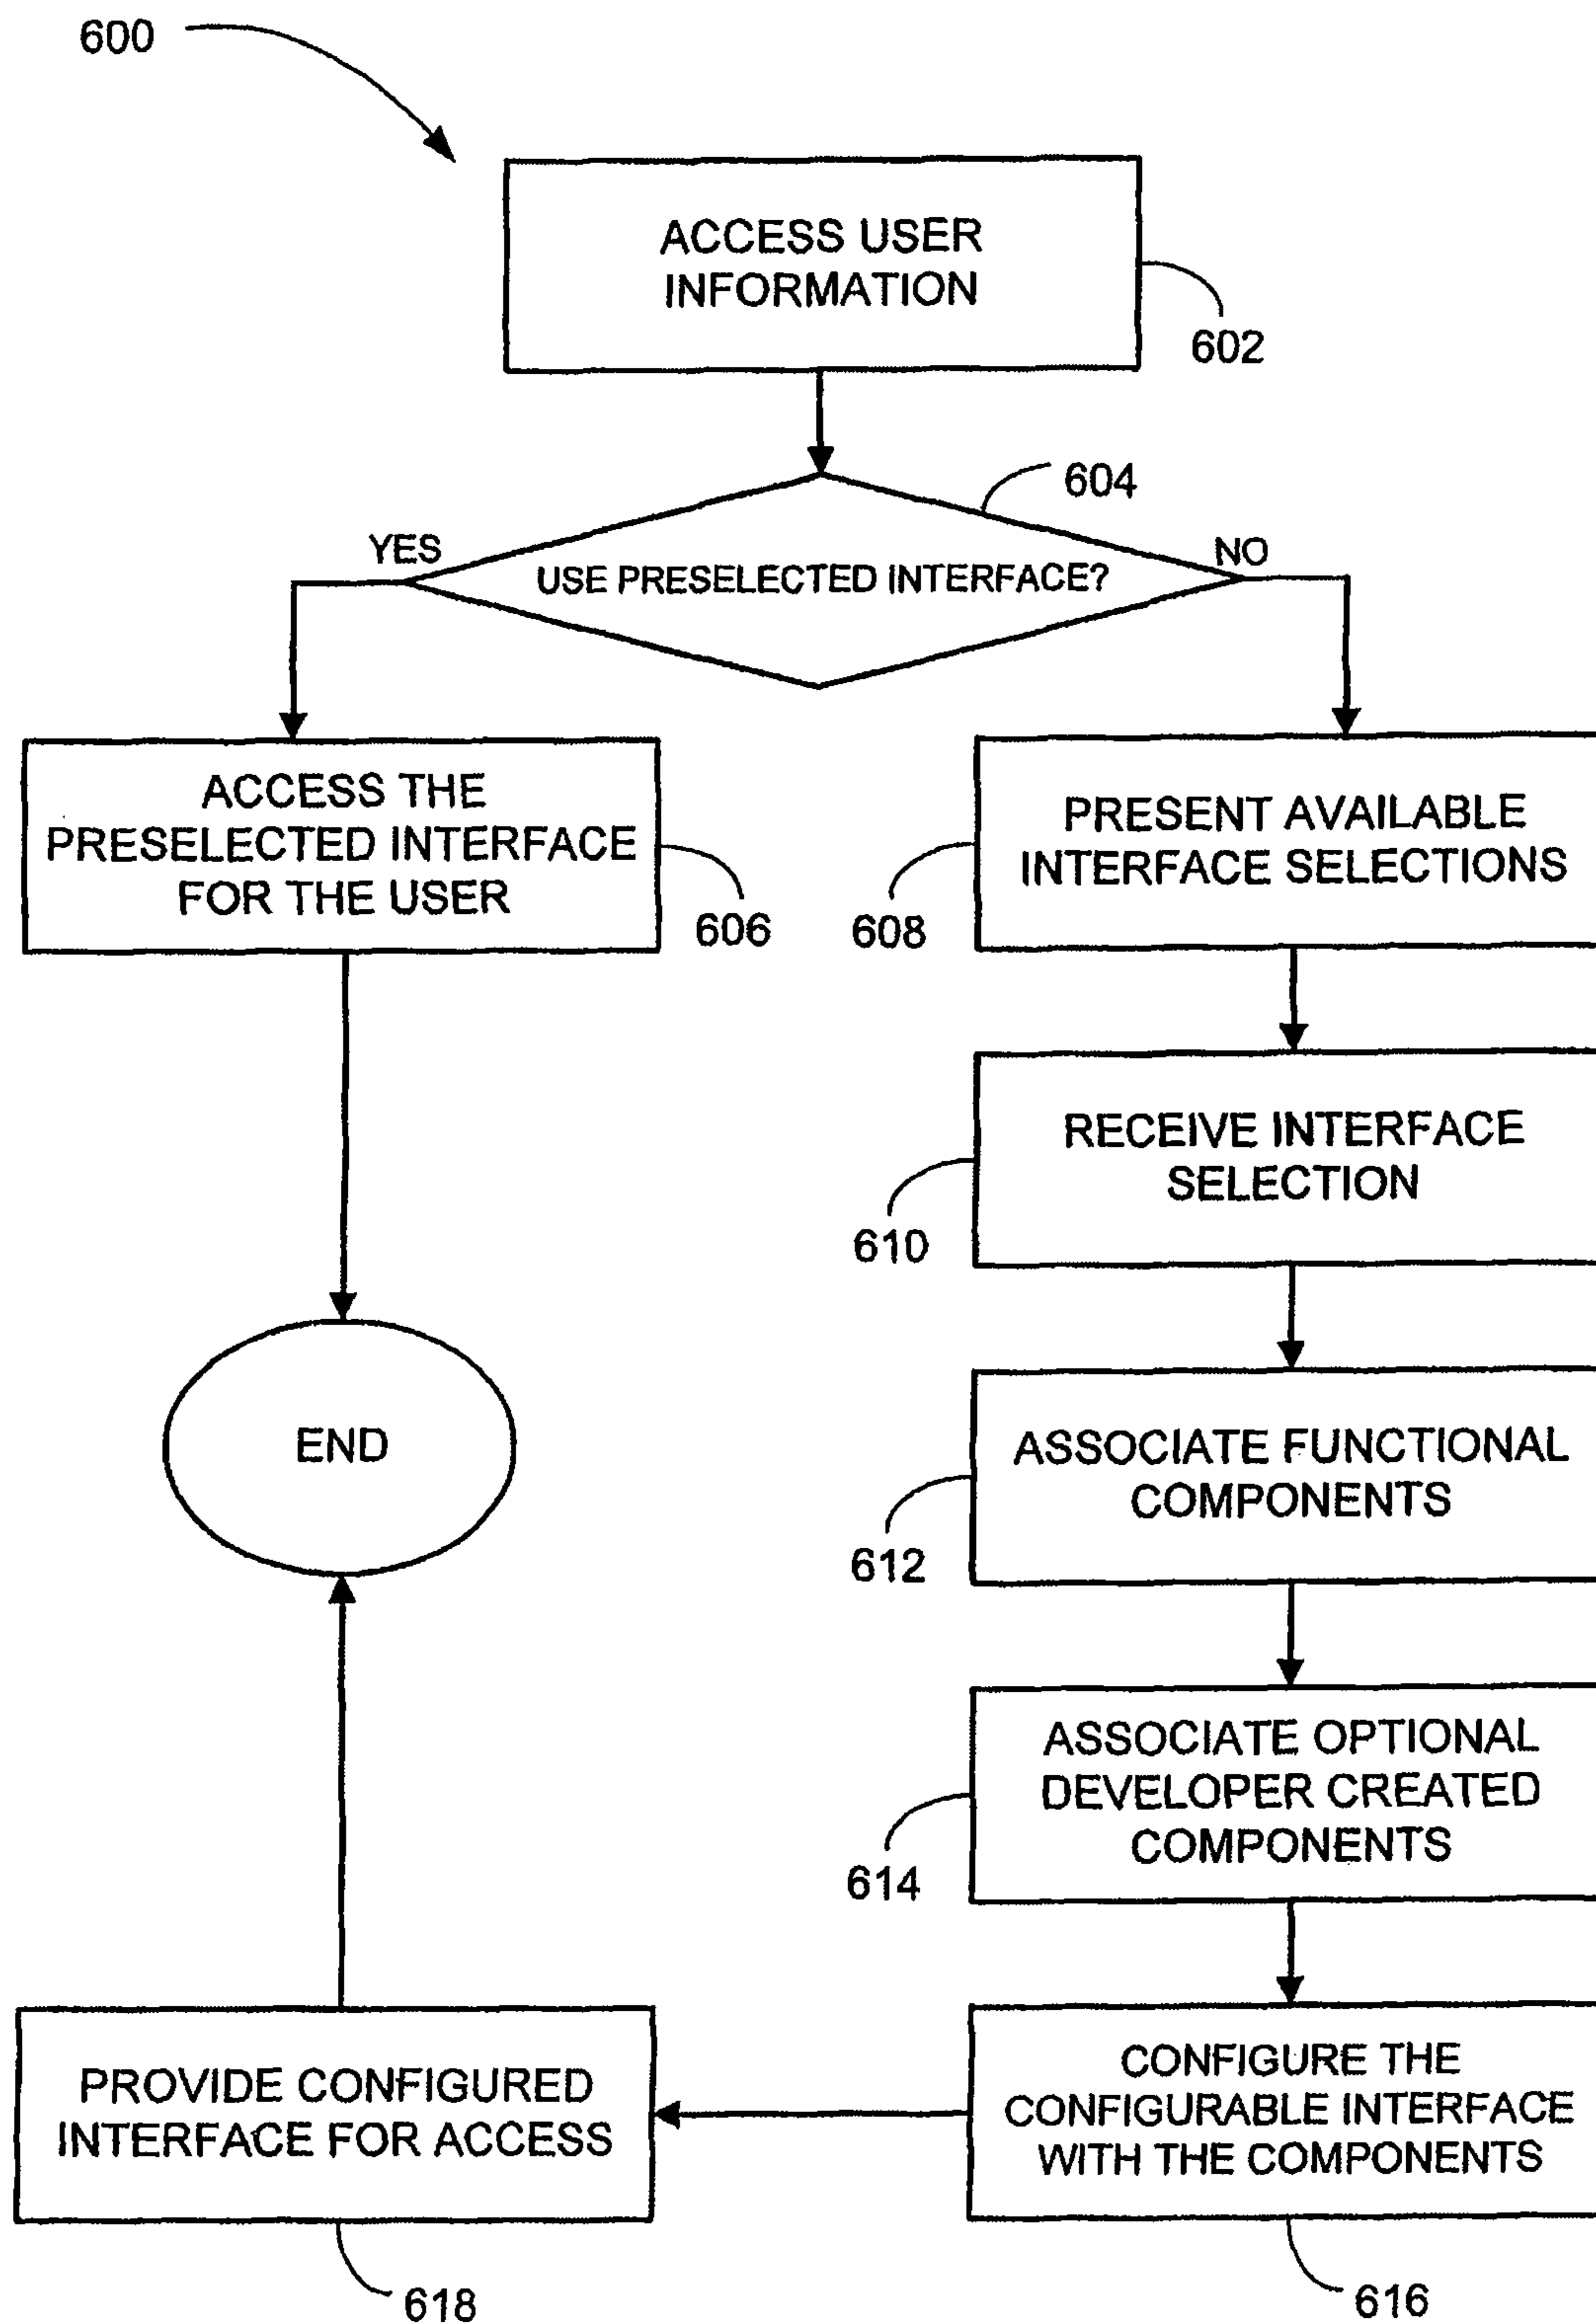 600
ACCESS USER
INFORMATION
602
604
YES
NO
USE PRESELECTED INTERFACE?
ACCESS THE
PRESELECTED INTERFACE
FOR THE USER
606
PRESENT AVAILABLE
INTERFACE SELECTIONS
608
RECEIVE INTERFACE
SELECTION
610
END
ASSOCIATE FUNCTIONAL
COMPONENTS
612
ASSOCIATE OPTIONAL
DEVELOPER CREATED
COMPONENTS
614
CONFIGURE THE
CONFIGURABLE INTERFACE
WITH THE COMPONENTS
616
PROVIDE CONFIGURED
INTERFACE FOR ACCESS
618